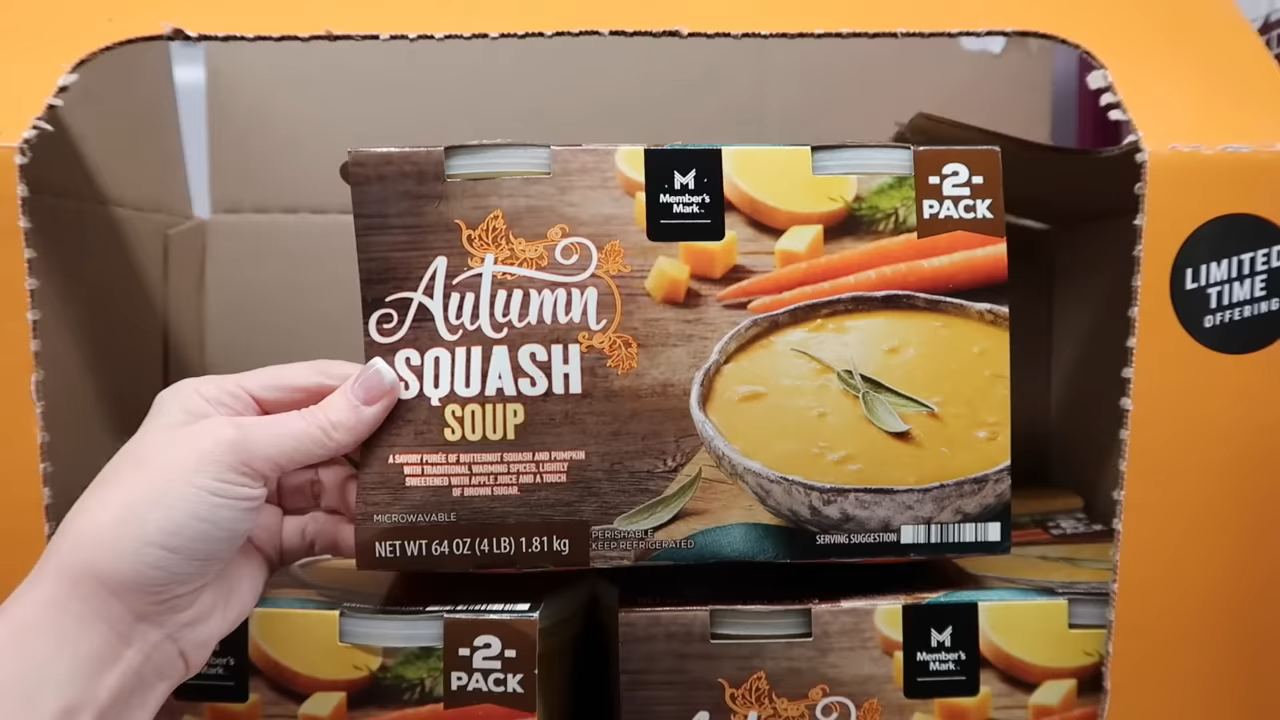 Member's
Mark
-2-
PACK
Autumn
SQUASH
SOUP
A SAVORY PURÉE OF BUTTERNUT SQUASH AND PUMPKIN
WITH TRADITIONAL WARMING SPICES, LIGHTLY
SWEETENED WITH APPLE JUICE AND A TOUCH
OF BROWN SUGAR.
MICROWAVABLE
NET WT 64 OZ (4 LB) 1.81 kg
PERISHABLE
KEEP REFRIGERATED
SERVING SUGGESTION
LIMITED
TIME
OFFERING
-2-
PACK
Member's
Mark